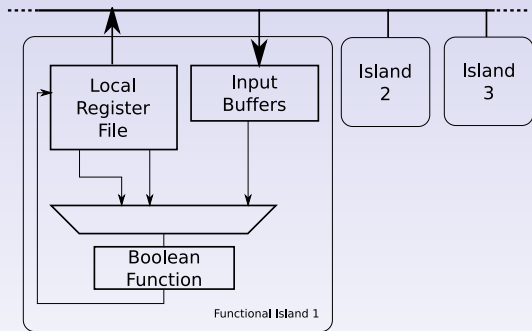 Local
Register
File
Input
Buffers
Island
2
Island
3
Boolean
Function
Functional Island 1